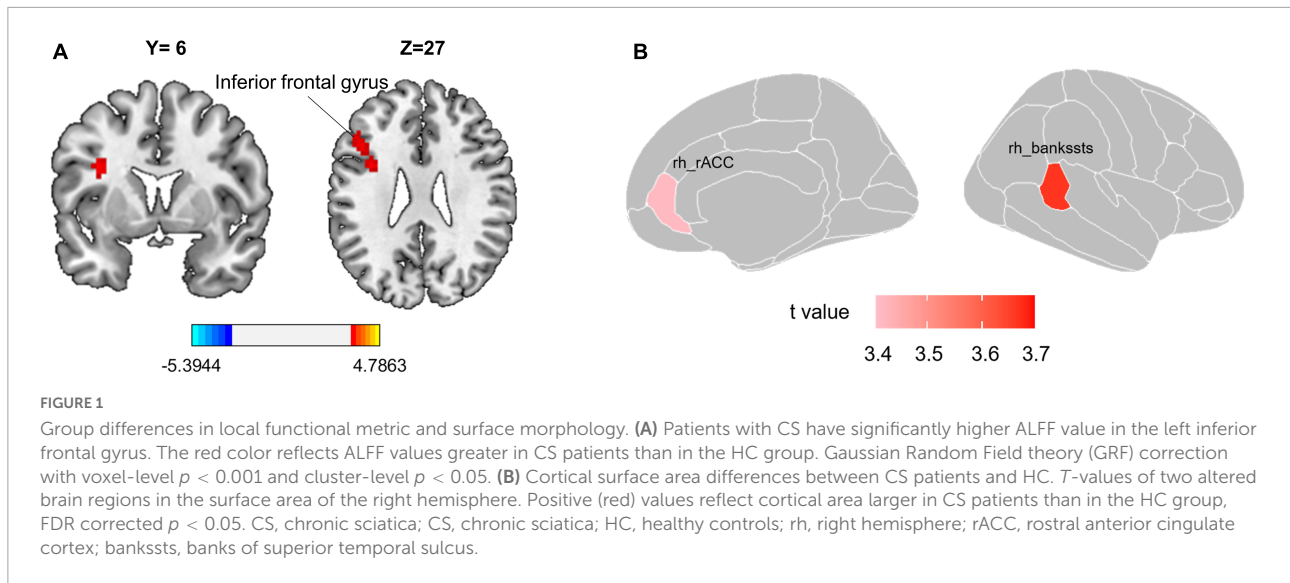 A
Y= 6
Z=27
Inferior frontal gyrus
-5.3944
4.7863
B
rh_rACC
rh_bankssts
t value
3.4 3.5 3.6 3.7
FIGURE 1
Group differences in local functional metric and surface morphology. (A) Patients with CS have significantly higher ALFF value in the left inferior
frontal gyrus. The red color reflects ALFF values greater in CS patients than in the HC group. Gaussian Random Field theory (GRF) correction
with voxel-level p < 0.001 and cluster-level p < 0.05. (B) Cortical surface area differences between CS patients and HC. T-values of two altered
brain regions in the surface area of the right hemisphere. Positive (red) values reflect cortical area larger in CS patients than in the HC group,
FDR corrected p < 0.05. CS, chronic sciatica; CS, chronic sciatica; HC, healthy controls; rh, right hemisphere; rACC, rostral anterior cingulate
cortex; bankssts, banks of superior temporal sulcus.